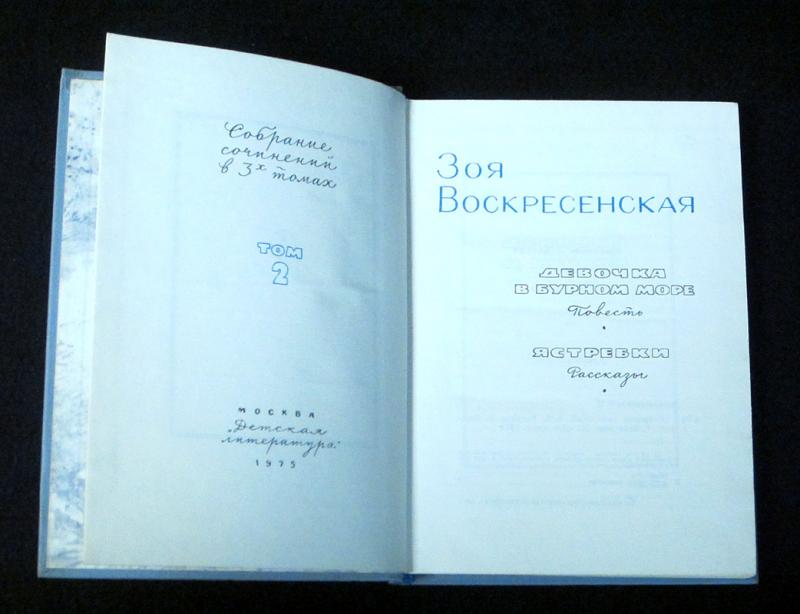 Собрание
сочинений
в 3х томах
ТОМ
2
МОСКВА
„Детская
литература“
1975
Зоя
Воскресенская
ДЕВОЧКА
В БУРНОМ МОРЕ
Повесть
ЯСТРЕБКИ
Рассказы